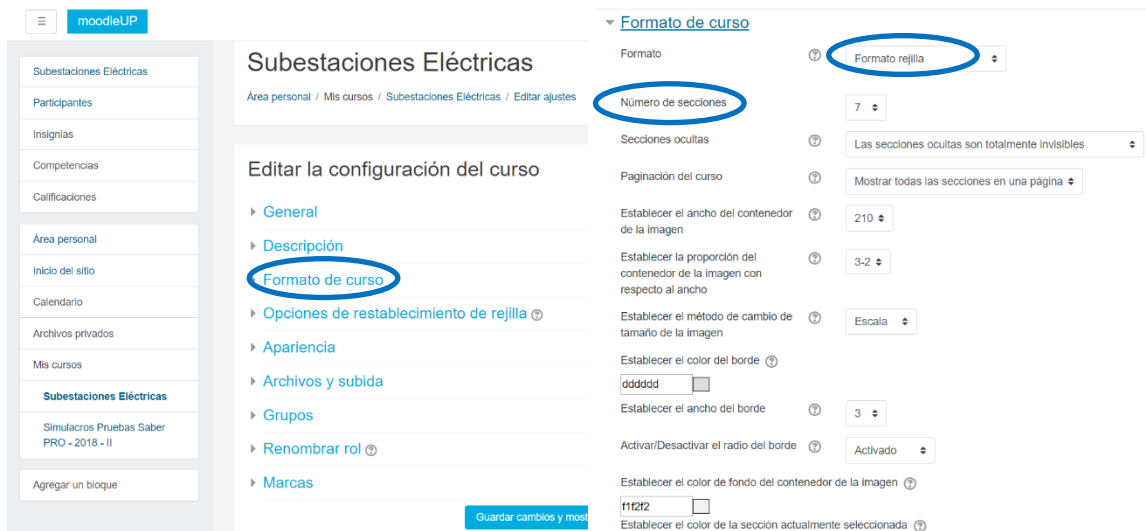 moodleUP
Subestaciones Eléctricas
Participantes
Insignias
Competencias
Calificaciones
Área personal
Inicio del sitio
Calendario
Archivos privados
Mis cursos
Subestaciones Eléctricas
Simulacros Pruebas Saber
PRO - 2018 - II
Agregar un bloque
Subestaciones Eléctricas
Área personal / Mis cursos / Subestaciones Eléctricas / Editar ajustes
Editar la configuración del curso
General
Descripción
Formato de curso
Opciones de restablecimiento de rejilla
Apariencia
Archivos y subida
Grupos
Renombrar rol
Marcas
Guardar cambios y most
Formato de curso
Formato
Formato rejilla
Número de secciones
7
Secciones ocultas
Las secciones ocultas son totalmente invisibles
Paginación del curso
Mostrar todas las secciones en una página
Establecer el ancho del contenedor
de la imagen
210
Establecer la proporción del
contenedor de la imagen con
respecto al ancho
3-2
Establecer el método de cambio de
tamaño de la imagen
Escala
Establecer el color del borde
dddddd
Establecer el ancho del borde
3
Activar/Desactivar el radio del borde
Activado
Establecer el color de fondo del contenedor de la imagen
f1f2f2
Establecer el color de la sección actualmente seleccionada